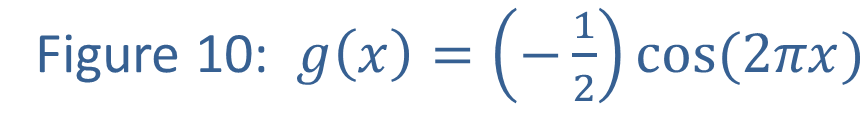 Figure 10: g(x) = (−1/2) cos(2πx)